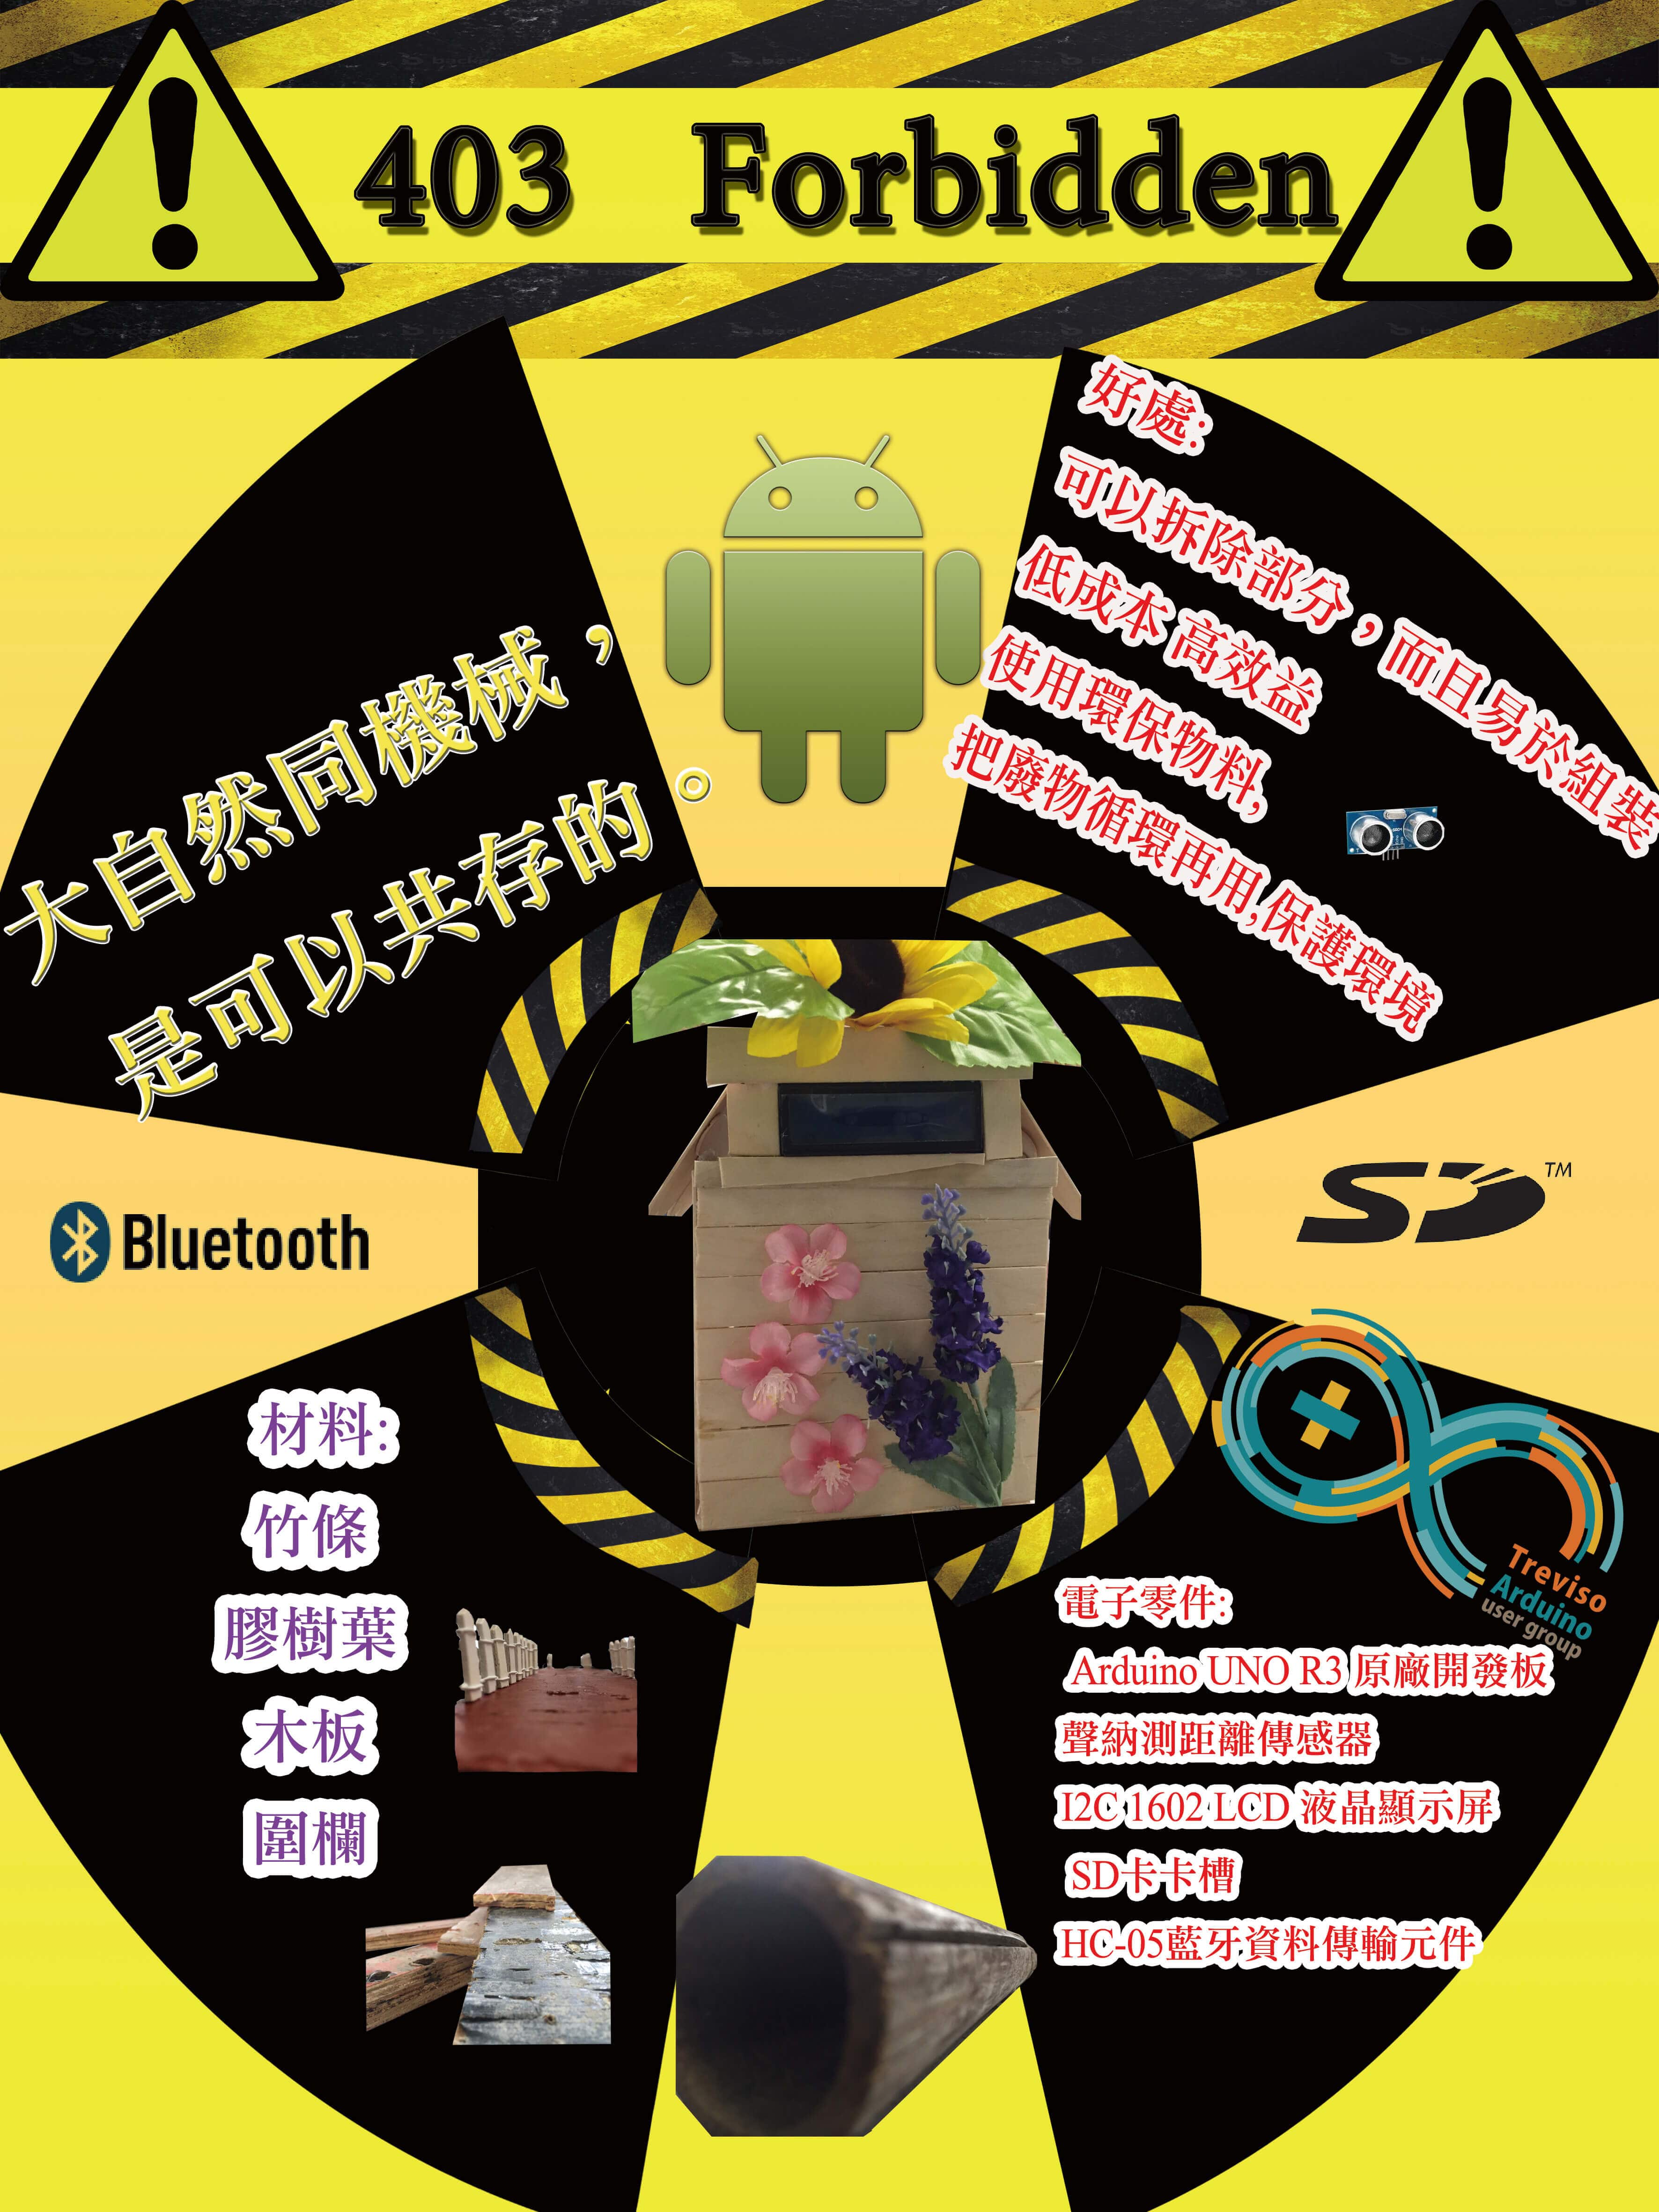 403 Forbidden
大自然同機械，
是可以共存的。
好處:
可以拆除部分，而且易於組裝
低成本 高效益
使用環保物料,
把廢物循環再用,保護環境
Bluetooth
SD™
材料:
竹條
膠樹葉
木板
圍欄
Treviso
Arduino
user group
電子零件:
Arduino UNO R3 原廠開發板
聲納測距離傳感器
I2C 1602 LCD 液晶顯示屏
SD卡卡槽
HC-05藍牙資料傳輸元件